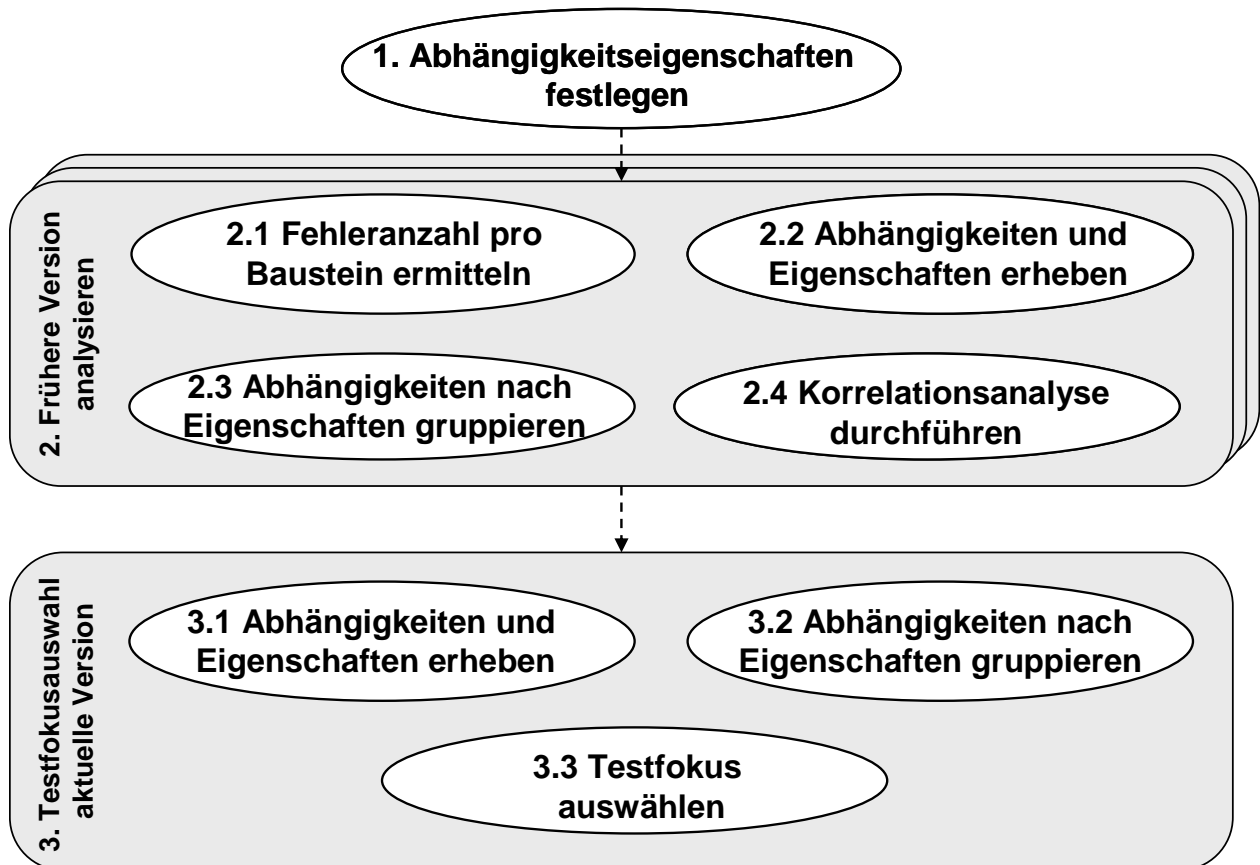 1. Abhängigkeitseigenschaften
festlegen
2. Frühere Version
analysieren
2.1 Fehleranzahl pro
Baustein ermitteln
2.2 Abhängigkeiten und
Eigenschaften erheben
2.3 Abhängigkeiten nach
Eigenschaften gruppieren
2.4 Korrelationsanalyse
durchführen
3. Testfokusauswahl
aktuelle Version
3.1 Abhängigkeiten und
Eigenschaften erheben
3.2 Abhängigkeiten nach
Eigenschaften gruppieren
3.3 Testfokus
auswählen